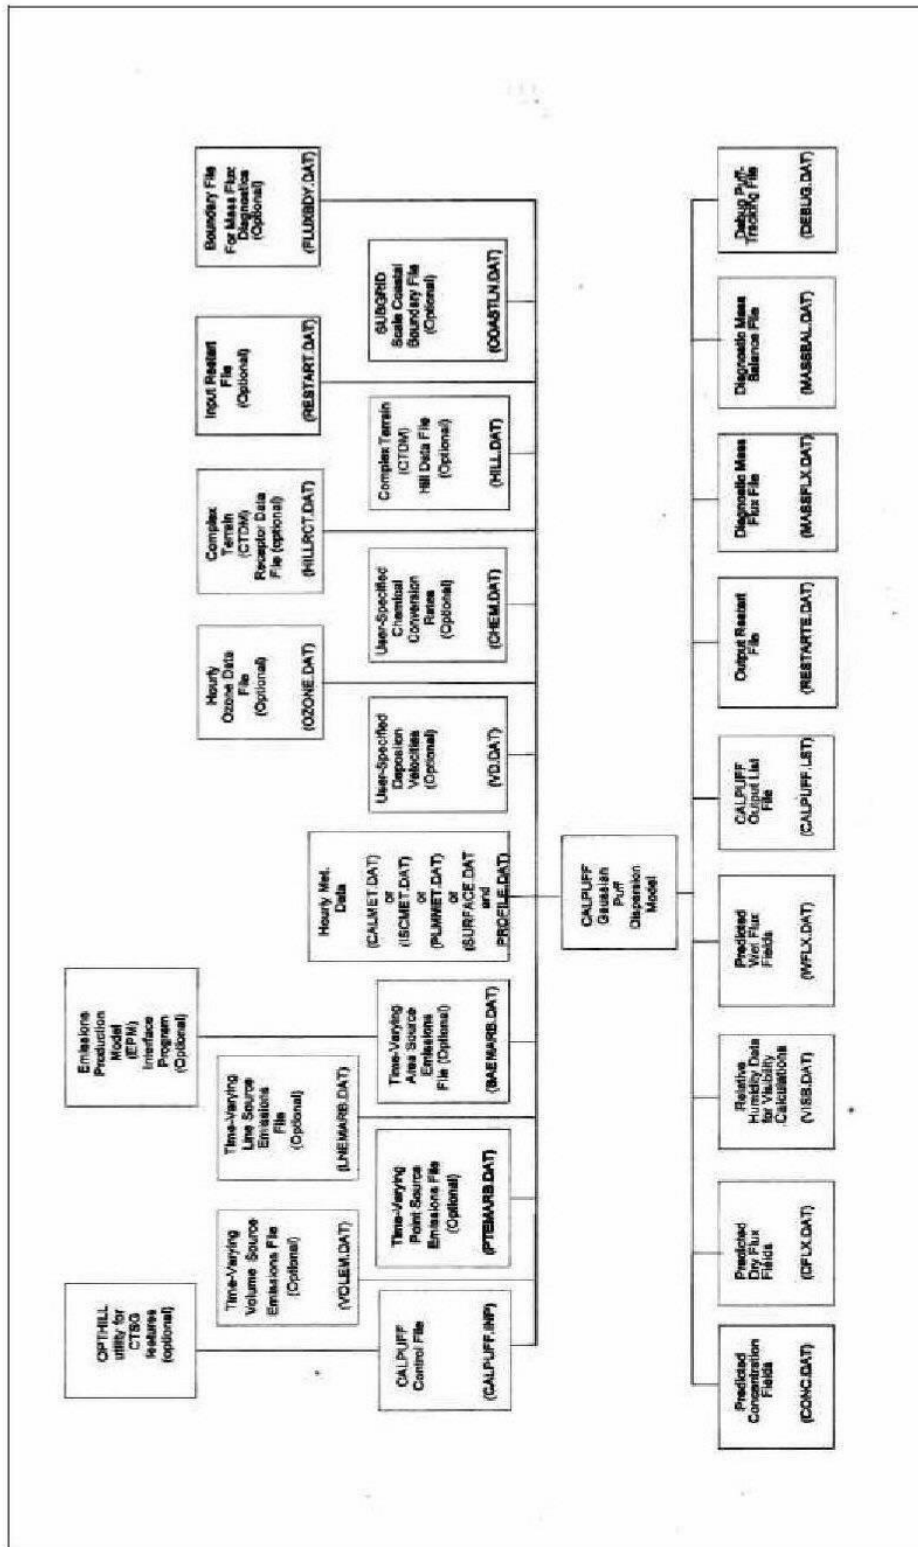 OPTHILL
utility for
CTSG
features
(optional)
Emissions
Production
Model
(EPM)
Interface
Program
(Optional)
Time-Varying
Volume Source
Emissions File
(Optional)
(VOLEM.DAT)
Time-Varying
Line Source
Emissions
File
(Optional)
(LNEMARB.DAT)
Hourly
Ozone Data
File
(Optional)
(OZONE.DAT)
Complex
Terrain
(CTDM)
Receptor Data
File (optional)
(HILLRCT.DAT)
Input Restart
File
(Optional)
(RESTART.DAT)
Boundary File
For Mass Flux
Diagnostics
(Optional)
(FLUXBDY.DAT)
CALPUFF
Control File
(CALPUFF.INP)
Time-Varying
Point Source
Emissions File
(Optional)
(PTEMARB.DAT)
Time-Varying
Area Source
Emissions
File (Optional)
(BAEMARB.DAT)
Hourly Met.
Data
(CALMET.DAT)
or
(ISCMET.DAT)
or
(PLMMET.DAT)
or
(SURFACE.DAT
and
PROFILE.DAT)
User-Specified
Deposition
Velocities
(Optional)
(VD.DAT)
User-Specified
Chemical
Conversion
Rates
(Optional)
(CHEM.DAT)
Complex Terrain
(CTDM)
Hill Data File
(Optional)
(HILL.DAT)
SUBGRID
Scale Coastal
Boundary File
(Optional)
(COASTLN.DAT)
CALPUFF
Gaussian
Puff
Dispersion
Model
Predicted
Concentration
Fields
(CONC.DAT)
Predicted
Dry Flux
Fields
(DFLX.DAT)
Relative
Humidity Data
for Visibility
Calculations
(VISB.DAT)
Predicted
Wet Flux
Fields
(WFLX.DAT)
CALPUFF
Output List
File
(CALPUFF.LST)
Output Restart
File
(RESTARTE.DAT)
Diagnostic Mass
Flux File
(MASSFLX.DAT)
Diagnostic Mass
Balance File
(MASSBAL.DAT)
Debug Puff-
Tracking File
(DEBUG.DAT)